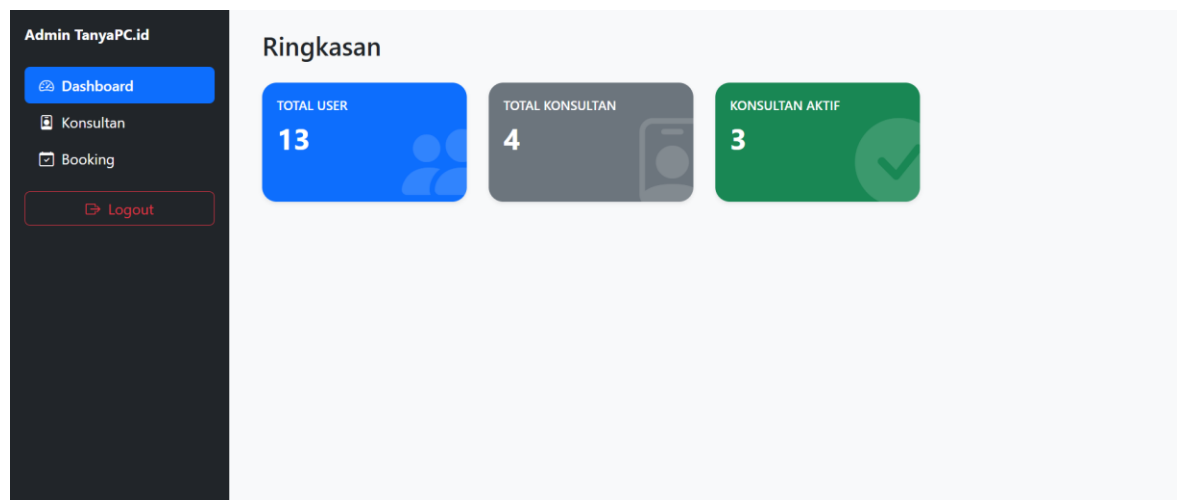 Admin TanyaPC.id
Dashboard
Konsultan
Booking
Logout
Ringkasan
TOTAL USER
13
TOTAL KONSULTAN
4
KONSULTAN AKTIF
3